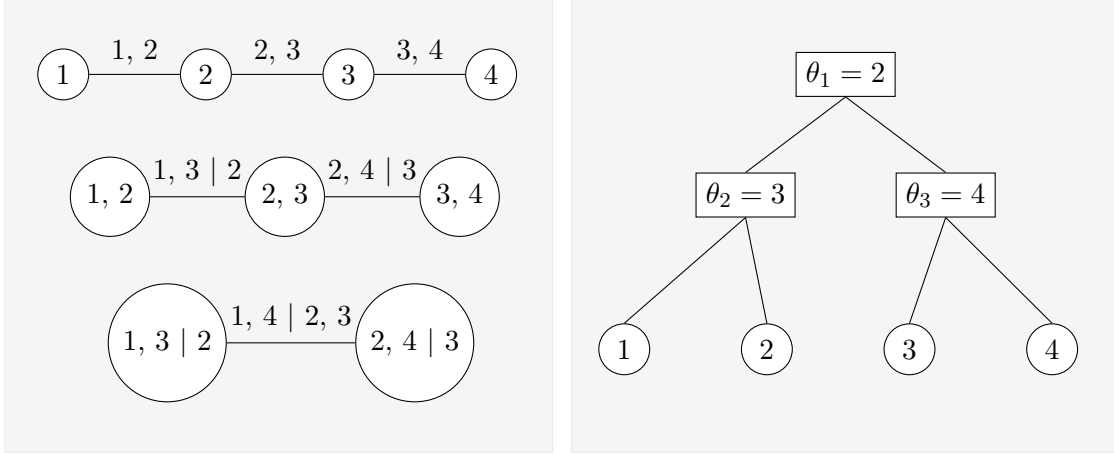 1, 2 2, 3 3, 4
1 2 3 4
1, 3 | 2 2, 4 | 3
1, 2 2, 3 3, 4
1, 4 | 2, 3
1, 3 | 2 2, 4 | 3
θ₁ = 2
θ₂ = 3 θ₃ = 4
1 2 3 4